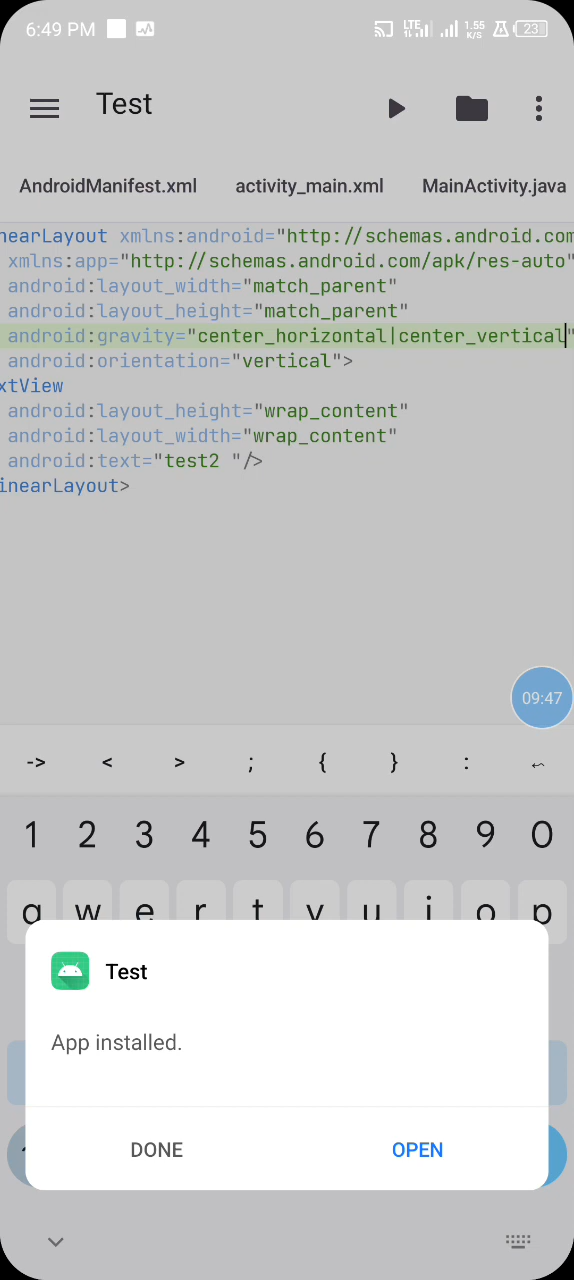 6:49 PM LTE 1.55 K/S 23
Test
AndroidManifest.xml activity_main.xml MainActivity.java
nearLayout xmlns:android="http://schemas.android.com
xmlns:app="http://schemas.android.com/apk/res-auto"
android:layout_width="match_parent"
android:layout_height="match_parent"
android:gravity="center_horizontal|center_vertical"
android:orientation="vertical">
xtView
android:layout_height="wrap_content"
android:layout_width="wrap_content"
android:text="test2 "/>
inearLayout>
09:47
-> < > ; { } :
1 2 3 4 5 6 7 8 9 0
q w e r t y u i o p
Test
App installed.
DONE OPEN